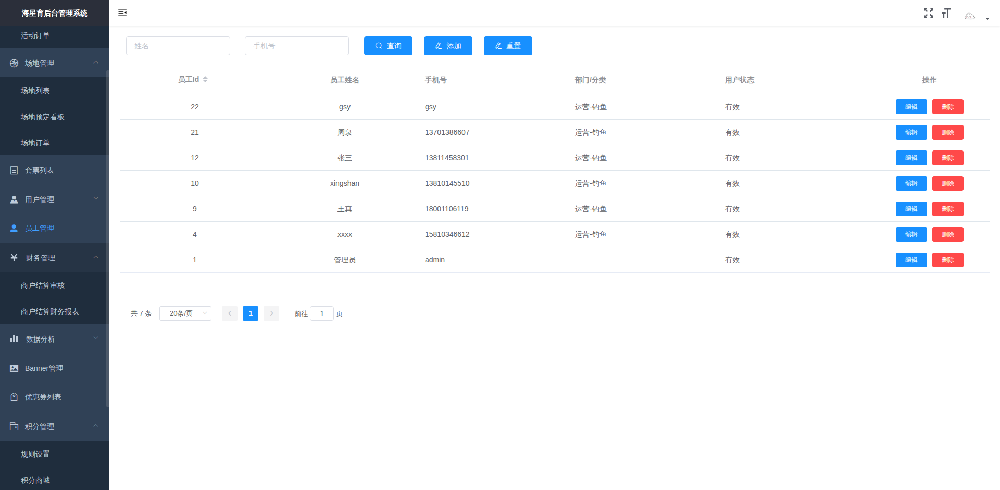 海星育后台管理系统
活动订单
场地管理
场地列表
场地预定看板
场地订单
套票列表
用户管理
员工管理
财务管理
商户结算审核
商户结算财务报表
数据分析
Banner管理
优惠券列表
积分管理
规则设置
积分商城
姓名 手机号 查询 添加 重置
员工Id 员工姓名 手机号 部门/分类 用户状态 操作
22 gsy gsy 运营-钓鱼 有效 编辑 删除
21 周泉 13701386607 运营-钓鱼 有效 编辑 删除
12 张三 13811458301 运营-钓鱼 有效 编辑 删除
10 xingshan 13810145510 运营-钓鱼 有效 编辑 删除
9 王真 18001106119 运营-钓鱼 有效 编辑 删除
4 xxxx 15810346612 运营-钓鱼 有效 编辑 删除
1 管理员 admin 有效 编辑 删除
共 7 条 20条/页 1 前往 1 页